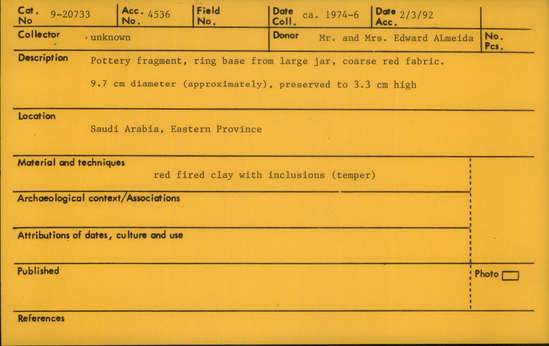 Cat. No 9-20733 Acc. No. 4536 Field No. Date Coll. ca. 1974-6 Date Acc. 2/3/92
Collector unknown Donor Mr. and Mrs. Edward Almeida No. Pcs.
Description Pottery fragment, ring base from large jar, coarse red fabric.
9.7 cm diameter (approximately), preserved to 3.3 cm high
Location
Saudi Arabia, Eastern Province
Material and techniques
red fired clay with inclusions (temper)
Archaeological context/Associations
Attributions of dates, culture and use
Published
Photo
References